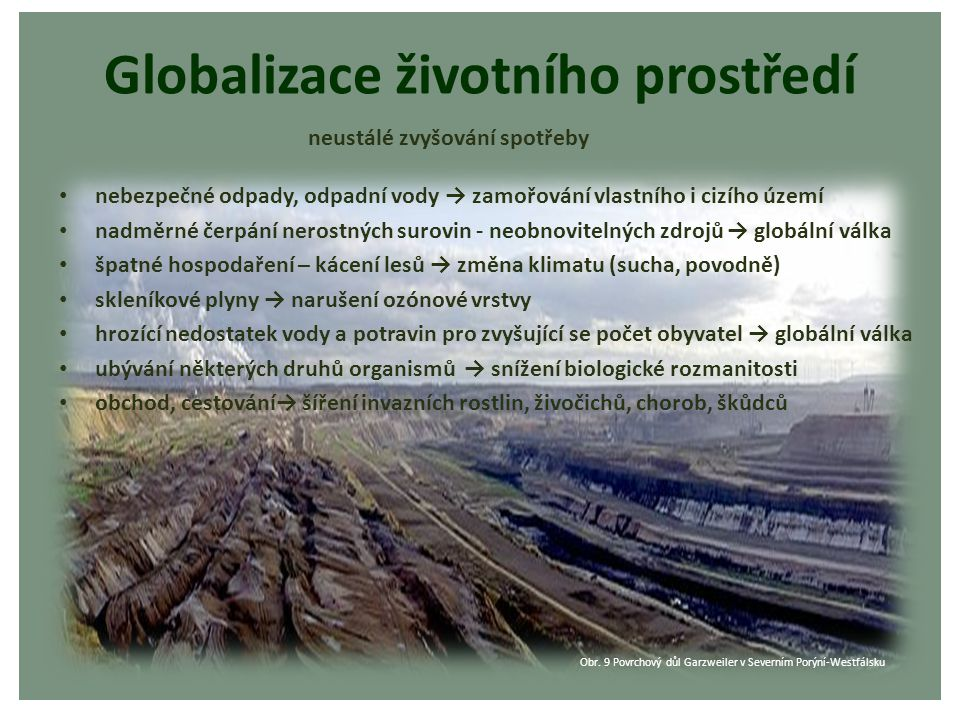 Globalizace životního prostředí
neustálé zvyšování spotřeby
• nebezpečné odpady, odpadní vody → zamořování vlastního i cizího území
• nadměrné čerpání nerostných surovin - neobnovitelných zdrojů → globální válka
• špatné hospodaření – kácení lesů → změna klimatu (sucha, povodně)
• skleníkové plyny → narušení ozónové vrstvy
• hrozící nedostatek vody a potravin pro zvyšující se počet obyvatel → globální válka
• ubývání některých druhů organismů → snížení biologické rozmanitosti
• obchod, cestování→ šíření invazních rostlin, živočichů, chorob, škůdců
Obr. 9 Povrchový důl Garzweiler v Severním Porýní-Westfálsku